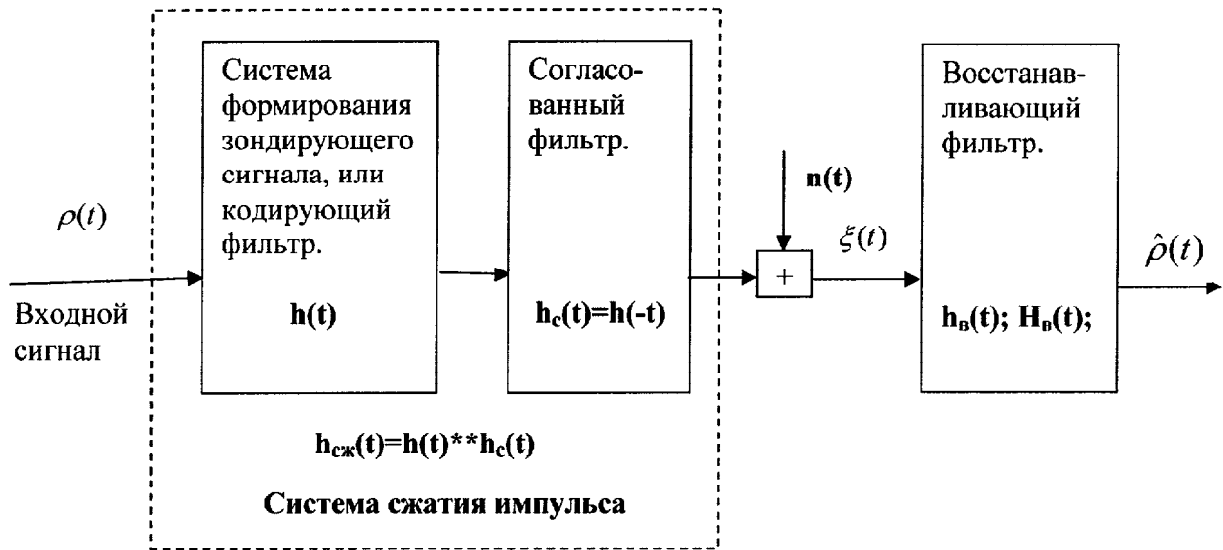 ρ(t)
Входной
сигнал
Система
формирования
зондирующего
сигнала, или
кодирующий
фильтр.
h(t)
Согласо-
ванный
фильтр.
hс(t)=h(-t)
hсж(t)=h(t)**hс(t)
Система сжатия импульса
n(t)
+
ξ(t)
Восстанав-
ливающий
фильтр.
hв(t); Hв(t);
ρ̂(t)